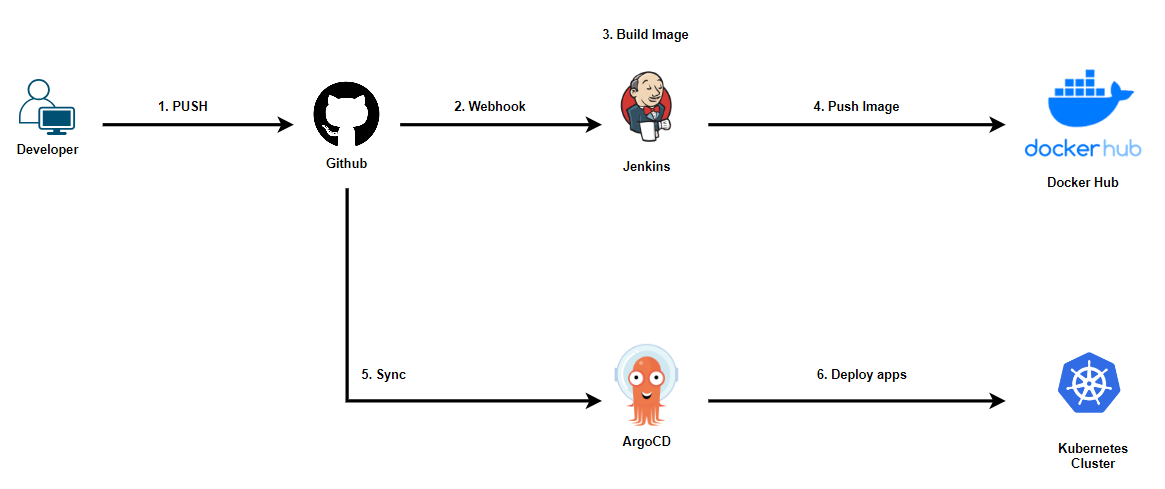 3. Build Image
1. PUSH
2. Webhook
4. Push Image
Developer
Github
Jenkins
docker hub
Docker Hub
5. Sync
6. Deploy apps
ArgoCD
Kubernetes
Cluster